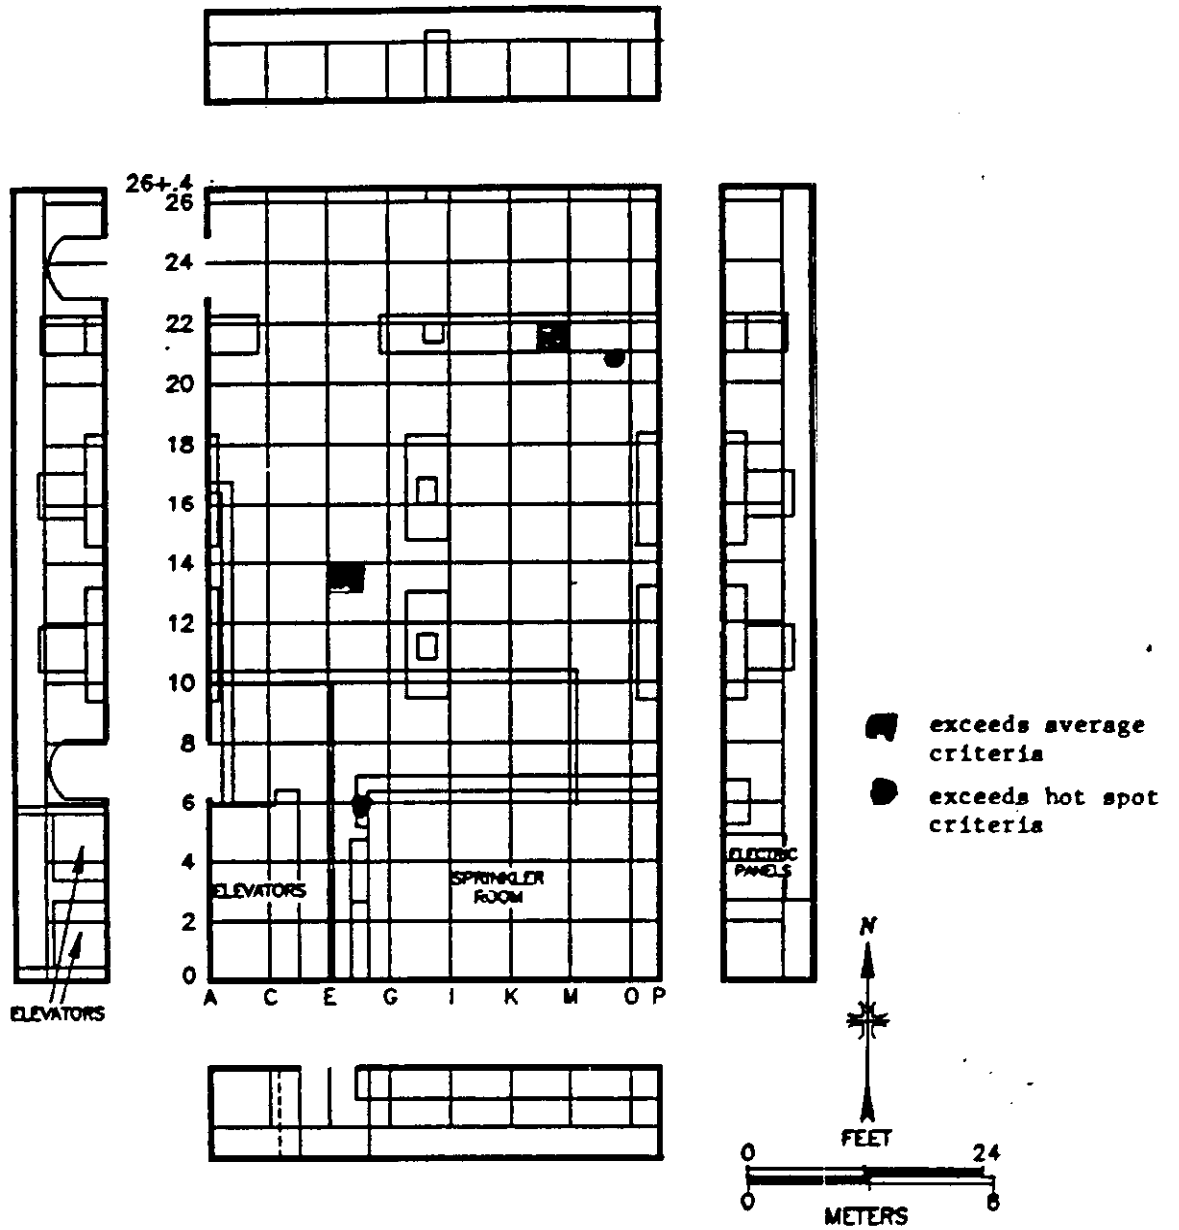 26+.4
26
24
22
20
18
16
14
12
10
8
6
4
2
0
A C E G I K M O P
ELEVATORS
SPRINKLER
ROOM
ELECTRIC
PANELS
ELEVATORS
exceeds average
criteria
exceeds hot spot
criteria
N
FEET
0 24
0 8
METERS